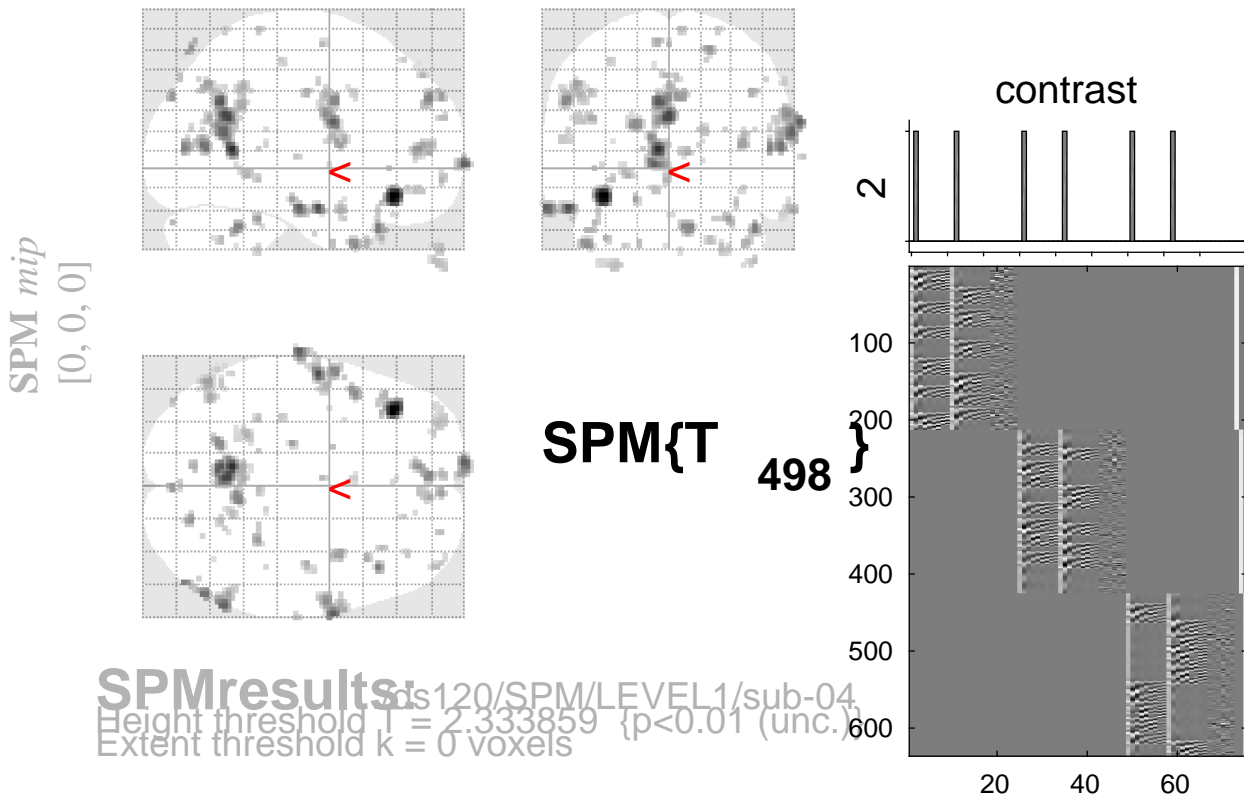 SPM mip
[0, 0, 0]
<
<
<
SPM{T498}
contrast
2
100
200
300
400
500
600
20 40 60
SPMresults: /ds120/SPM/LEVEL1/sub-04
Height threshold T = 2.333859 {p<0.01 (unc.)}
Extent threshold k = 0 voxels